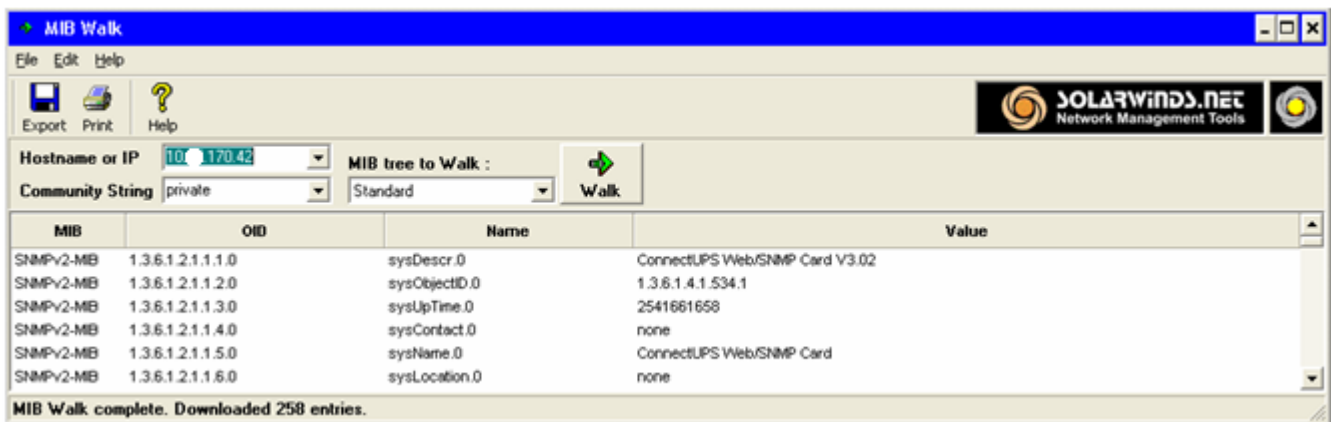 MIB Walk
File Edit Help
Export Print Help
SOLARWINDS.NET
Network Management Tools
Hostname or IP 10. .170.42 MIB tree to Walk :
Community String private Standard Walk
MIB OID Name Value
SNMPv2-MIB 1.3.6.1.2.1.1.1.0 sysDescr.0 ConnectUPS Web/SNMP Card V3.02
SNMPv2-MIB 1.3.6.1.2.1.1.2.0 sysObjectID.0 1.3.6.1.4.1.534.1
SNMPv2-MIB 1.3.6.1.2.1.1.3.0 sysUpTime.0 2541661658
SNMPv2-MIB 1.3.6.1.2.1.1.4.0 sysContact.0 none
SNMPv2-MIB 1.3.6.1.2.1.1.5.0 sysName.0 ConnectUPS Web/SNMP Card
SNMPv2-MIB 1.3.6.1.2.1.1.6.0 sysLocation.0 none
MIB Walk complete. Downloaded 258 entries.